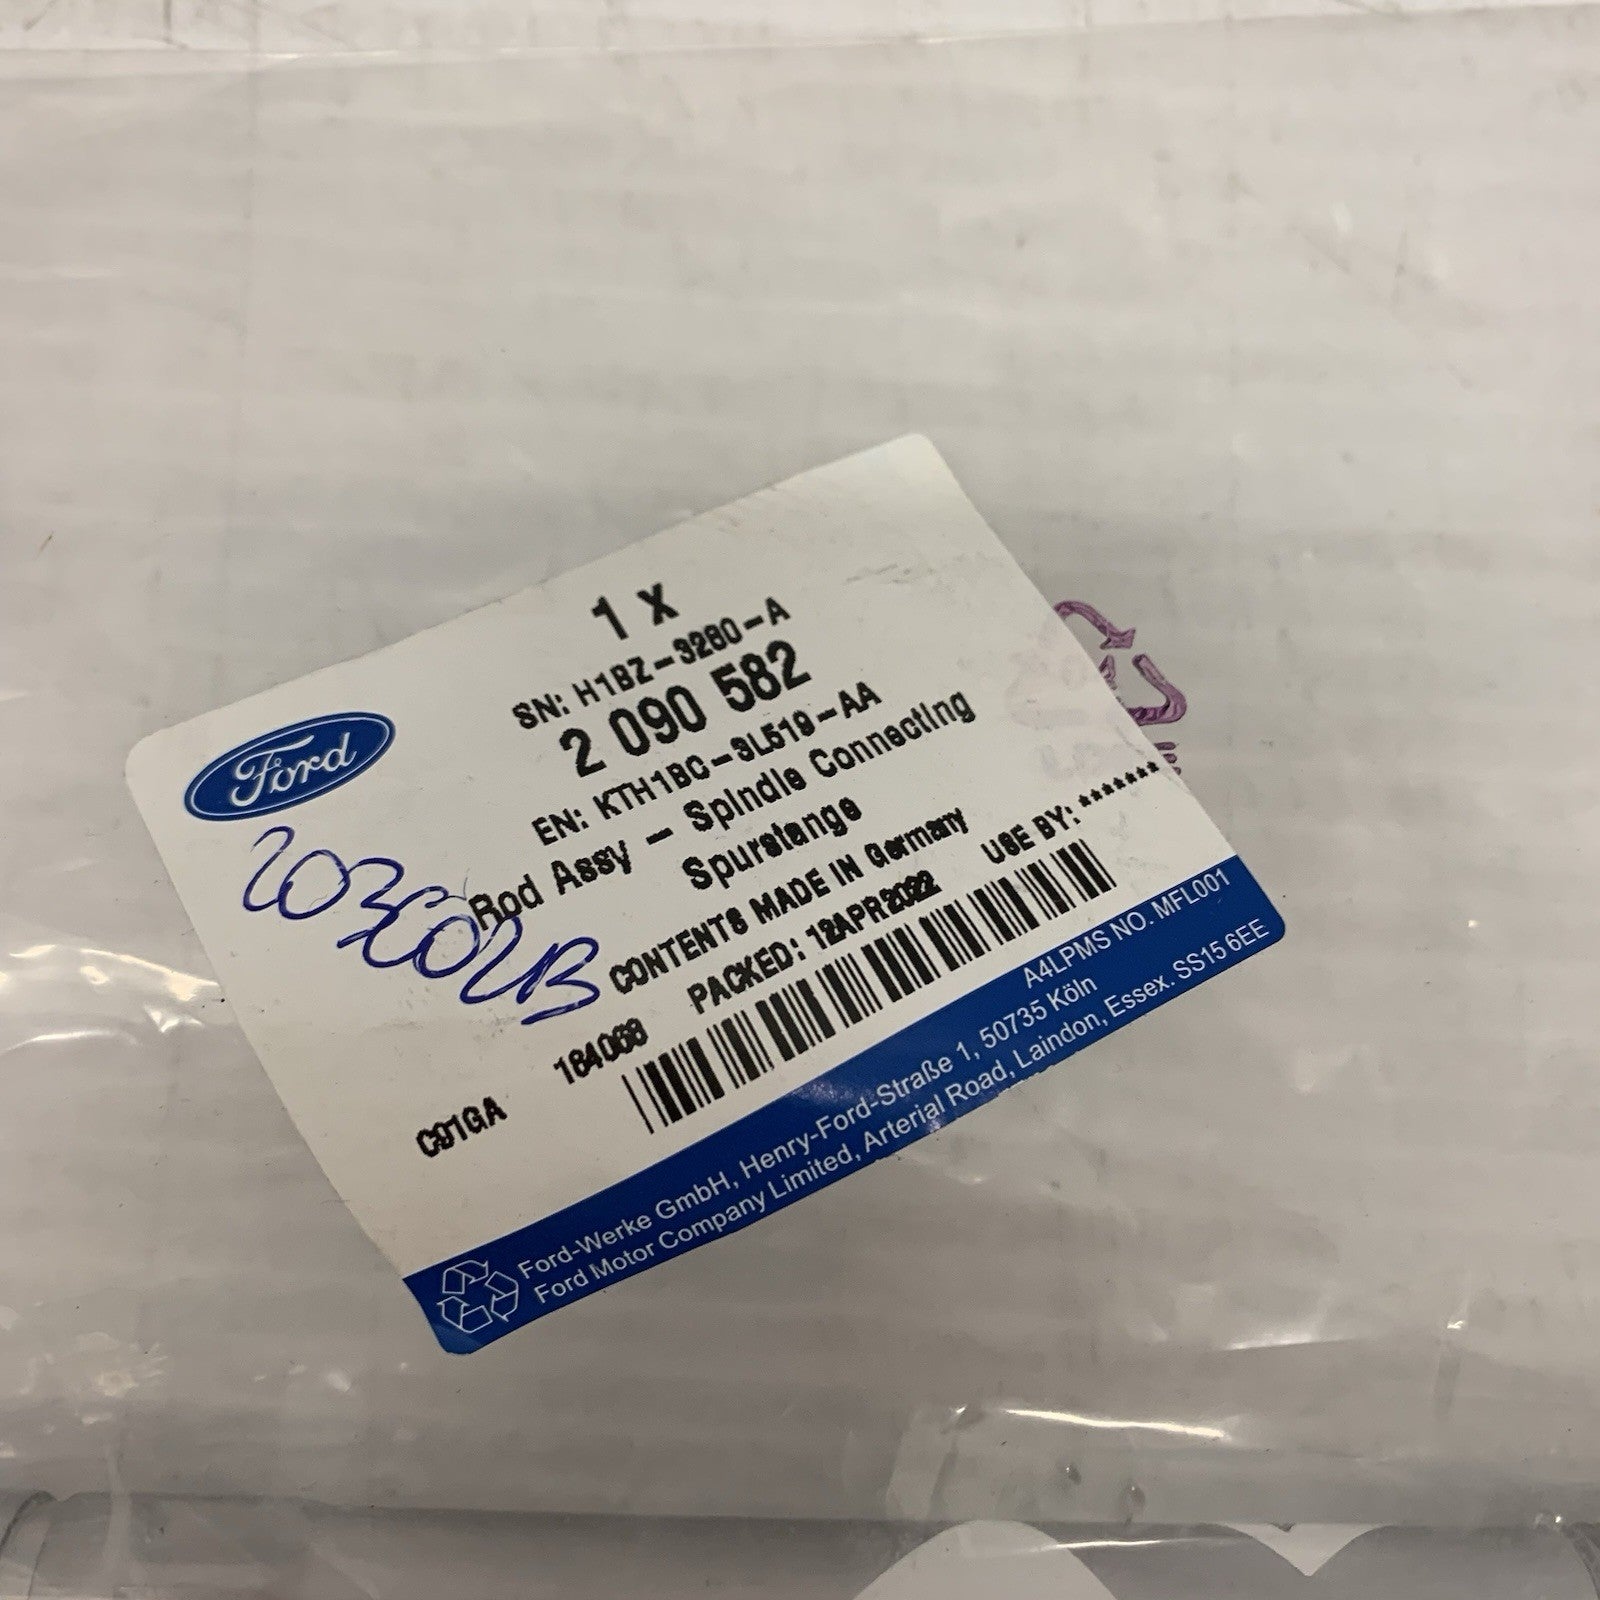 1 X
SN: H1BZ-3280-A
2 090 582
EN: KTH1BC-3L519-AA
Rod Assy - Spindle Connecting
Spurstange
CONTENTS MADE IN Germany
PACKED: 12APR2022 USE BY: *******
C91GA
Ford
A4LPMS NO. MFL001
Ford-Werke GmbH, Henry-Ford-Straße 1, 50735 Köln
Ford Motor Company Limited, Arterial Road, Laindon, Essex. SS15 6EE